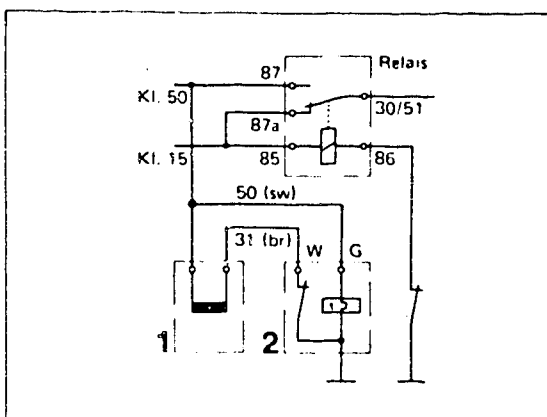 Relais
87
Kl. 50
30/51
87a
Kl. 15
85
86
50 (sw)
31 (br)
W
G
1
2